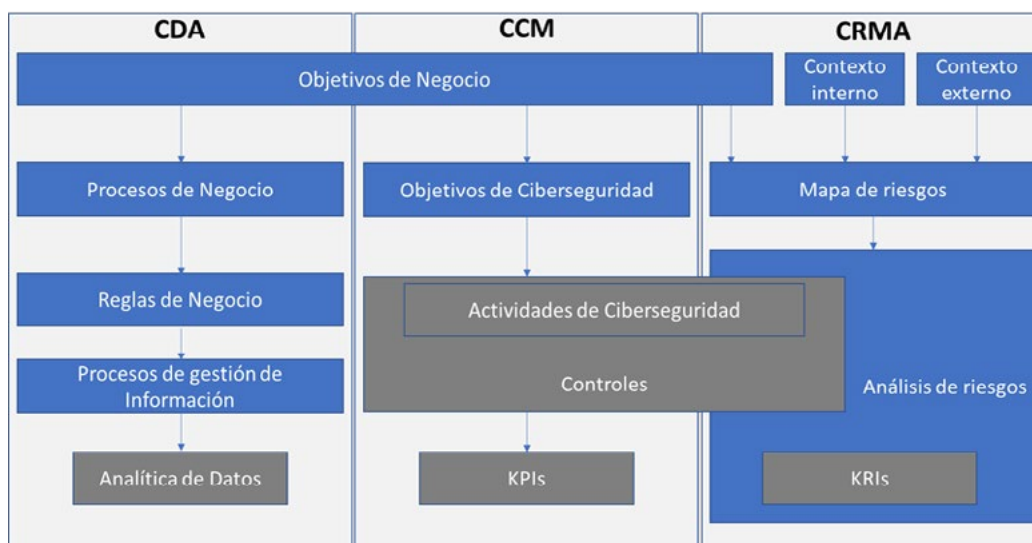 CDA
CCM
CRMA
Objetivos de Negocio
Contexto
interno
Contexto
externo
Procesos de Negocio
Objetivos de Ciberseguridad
Mapa de riesgos
Reglas de Negocio
Actividades de Ciberseguridad
Procesos de gestión de
Información
Controles
Análisis de riesgos
Analítica de Datos
KPIs
KRIs